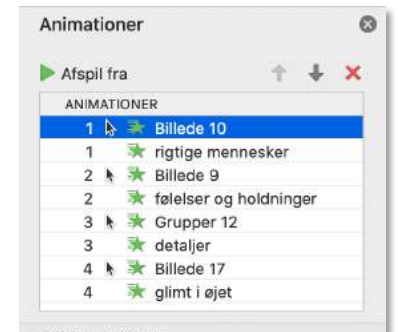 Animationer
Afspil fra
ANIMATIONER
1 Billede 10
1 rigtige mennesker
2 Billede 9
2 følelser og holdninger
3 Grupper 12
3 detaljer
4 Billede 17
4 glimt i øjet